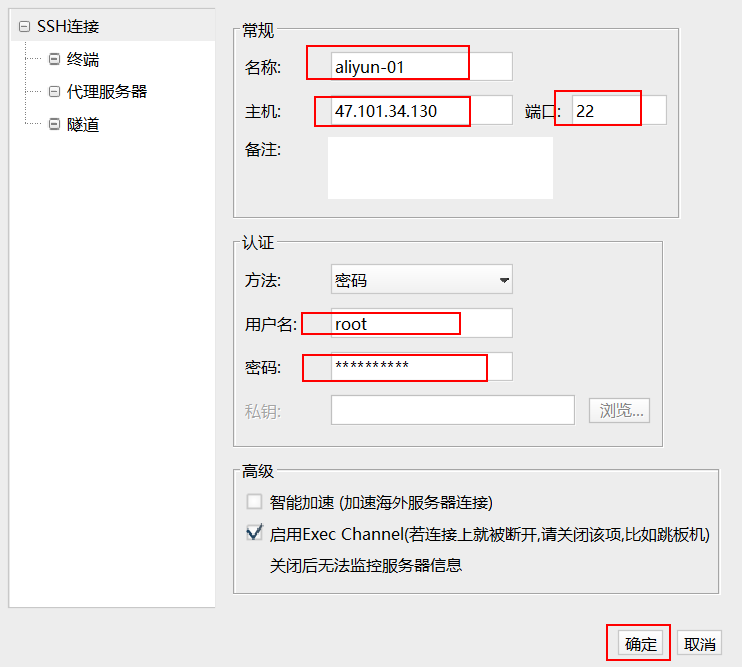 SSH连接
终端
代理服务器
隧道
常规
名称: aliyun-01
主机: 47.101.34.130 端口: 22
备注:
认证
方法: 密码
用户名: root
密码: **********
私钥: 浏览...
高级
智能加速 (加速海外服务器连接)
启用Exec Channel(若连接上就被断开,请关闭该项,比如跳板机)
关闭后无法监控服务器信息
确定 取消